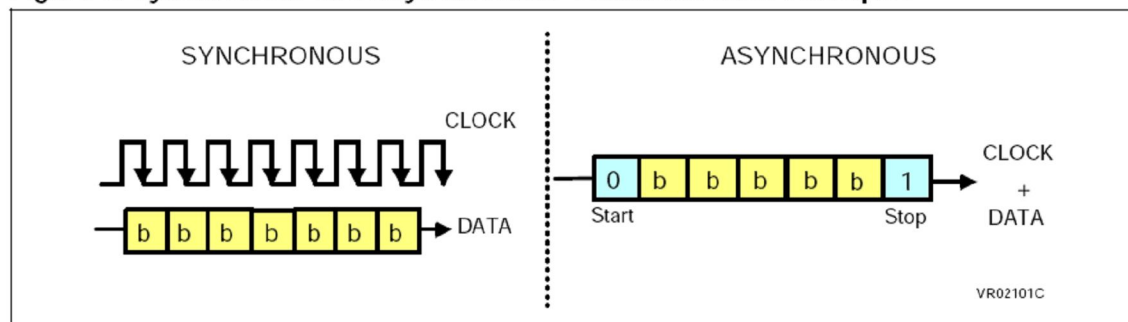 SYNCHRONOUS
CLOCK
b b b b b b b
DATA
ASYNCHRONOUS
0 b b b b b 1
Start Stop
CLOCK
+
DATA
VR02101C